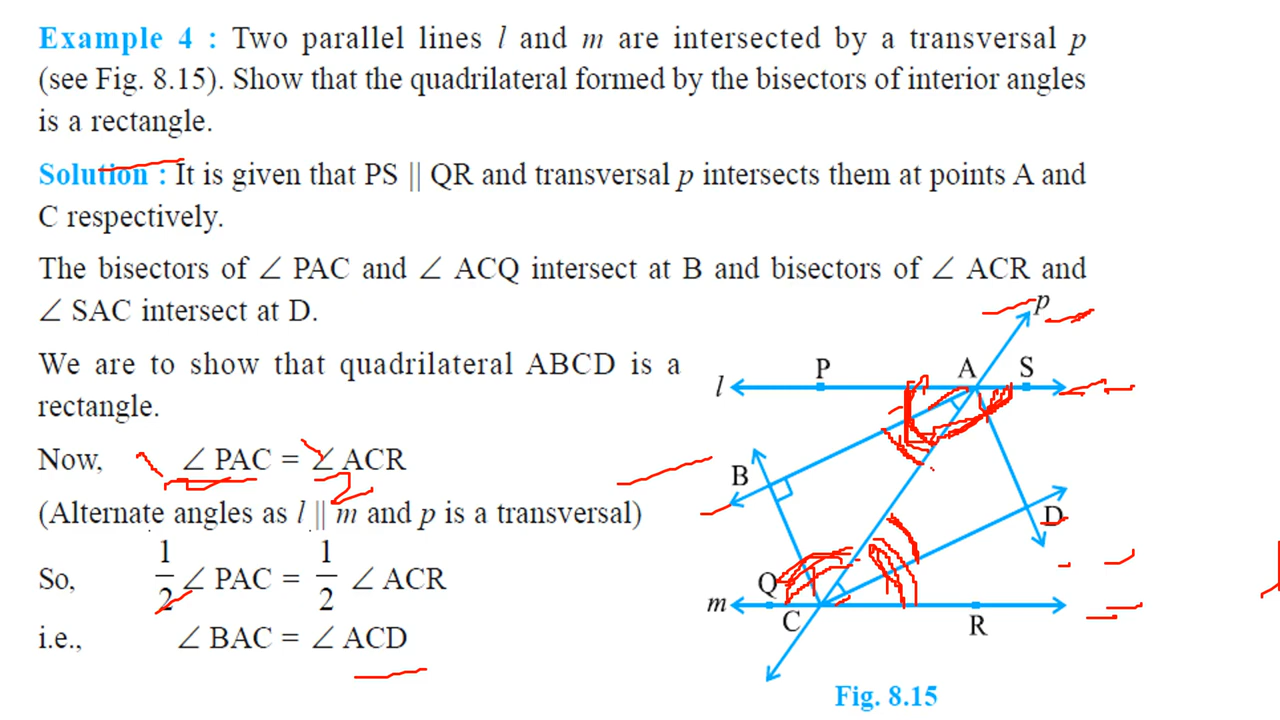 Example 4 : Two parallel lines l and m are intersected by a transversal p
(see Fig. 8.15). Show that the quadrilateral formed by the bisectors of interior angles
is a rectangle.
Solution : It is given that PS || QR and transversal p intersects them at points A and
C respectively.
The bisectors of ∠ PAC and ∠ ACQ intersect at B and bisectors of ∠ ACR and
∠ SAC intersect at D.
We are to show that quadrilateral ABCD is a
rectangle.
Now, ∠ PAC = ∠ ACR
(Alternate angles as l || m and p is a transversal)
So, 1/2 ∠ PAC = 1/2 ∠ ACR
i.e., ∠ BAC = ∠ ACD
p
l P A S
B
D
Q
m C R
Fig. 8.15